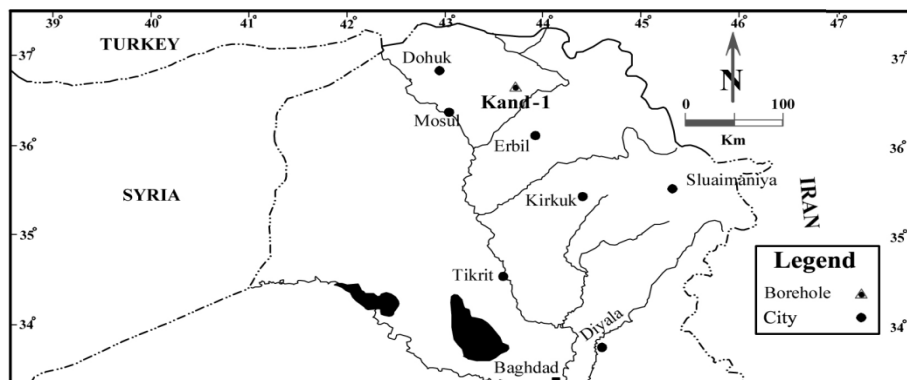 39° 40° 41° 42° 43° 44° 45° 46° 47°
TURKEY
37° 37°
Dohuk
N
Kand-1
0 100
Km
Mosul
Erbil
36° 36°
SYRIA
Sluaimaniya
IRAN
Kirkuk
35° 35°
Legend
Tikrit
Borehole
City
34° 34°
Diyala
Baghdad